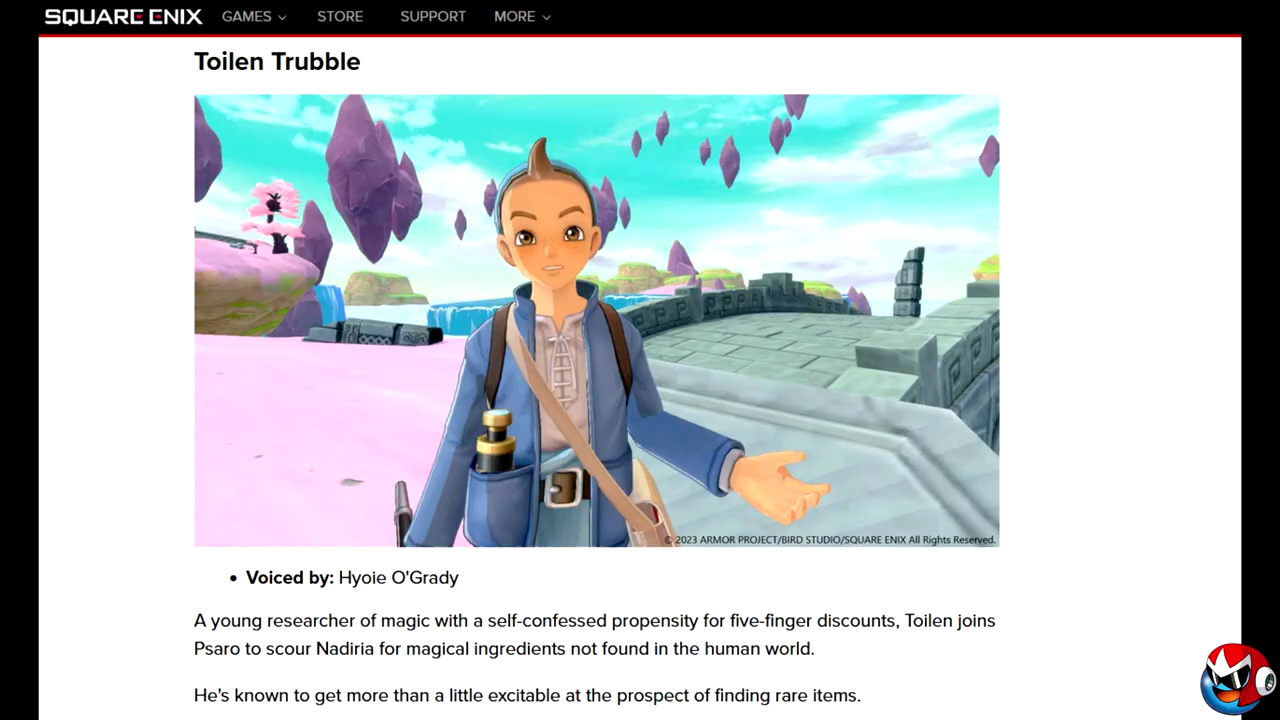 SQUARE ENIX GAMES STORE SUPPORT MORE
Toilen Trubble
© 2023 ARMOR PROJECT/BIRD STUDIO/SQUARE ENIX All Rights Reserved.
• Voiced by: Hyoie O'Grady
A young researcher of magic with a self-confessed propensity for five-finger discounts, Toilen joins
Psaro to scour Nadiria for magical ingredients not found in the human world.
He's known to get more than a little excitable at the prospect of finding rare items.